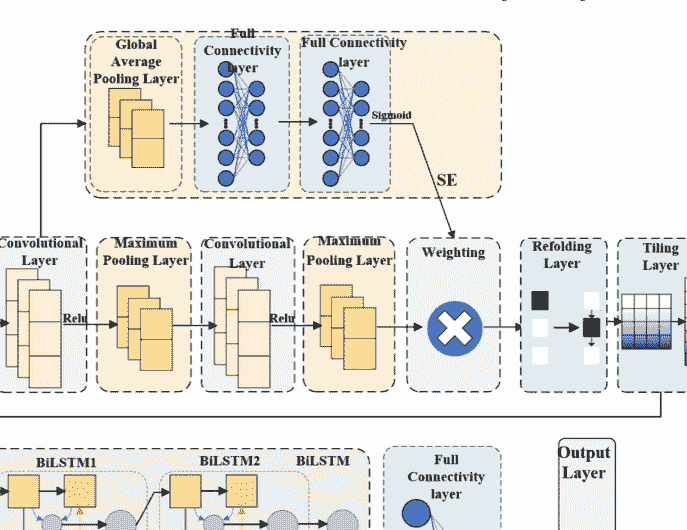 Global
Average
Pooling Layer
Full
Connectivity
layer
Full Connectivity
layer
Sigmoid
SE
Convolutional
Layer
Relu
Maximum
Pooling Layer
Convolutional
Layer
Relu
Maximum
Pooling Layer
Weighting
Refolding
Layer
Tiling
Layer
BiLSTM1
BiLSTM2
BiLSTM
Full
Connectivity
layer
Output
Layer